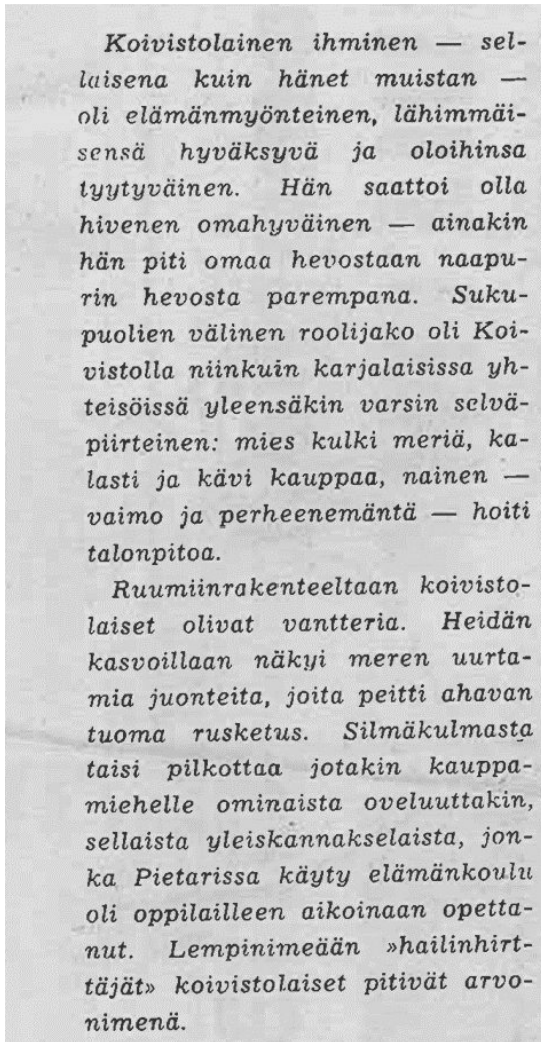 Koivistolainen ihminen — sel-
laisena kuin hänet muistan —
oli elämänmyönteinen, lähimmäi-
sensä hyväksyvä ja oloihinsa
tyytyväinen. Hän saattoi olla
hivenen omahyväinen — ainakin
hän piti omaa hevostaan naapu-
rin hevosta parempana. Suku-
puolien välinen roolijako oli Koi-
vistolla niinkuin karjalaisissa yh-
teisöissä yleensäkin varsin selvä-
piirteinen: mies kulki meriä, ka-
lasti ja kävi kauppaa, nainen —
vaimo ja perheenemäntä — hoiti
talonpitoa.
Ruumiinrakenteeltaan koivisto-
laiset olivat vantteria. Heidän
kasvoillaan näkyi meren uurta-
mia juonteita, joita peitti ahavan
tuoma rusketus. Silmäkulmasta
taisi pilkottaa jotakin kauppa-
miehelle ominaista oveluuttakin,
sellaista yleiskannakselaista, jon-
ka Pietarissa käyty elämänkoulu
oli oppilailleen aikoinaan opetta-
nut. Lempinimeään »hailinhirt-
täjät» koivistolaiset pitivät arvo-
nimenä.